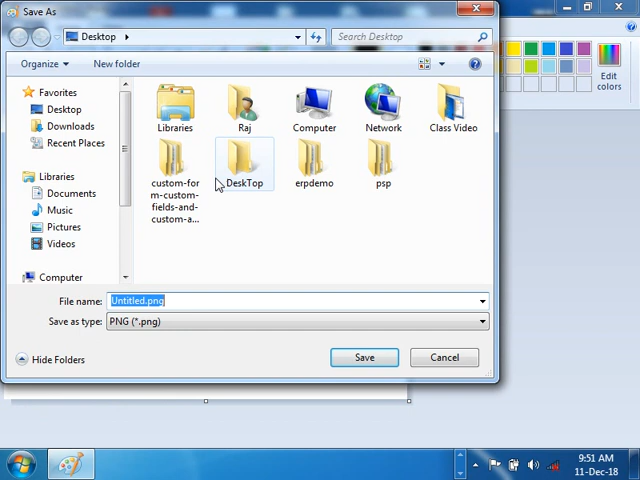 Save As
Desktop
Search Desktop
Organize
New folder
Edit
colors
Favorites
Desktop
Downloads
Recent Places
Libraries
Documents
Music
Pictures
Videos
Computer
Libraries
Raj
Computer
Network
Class Video
custom-for
m-custom-
fields-and-
custom-a...
DeskTop
erpdemo
psp
File name:
Untitled.png
Save as type:
PNG (*.png)
Hide Folders
Save
Cancel
9:51 AM
11-Dec-18